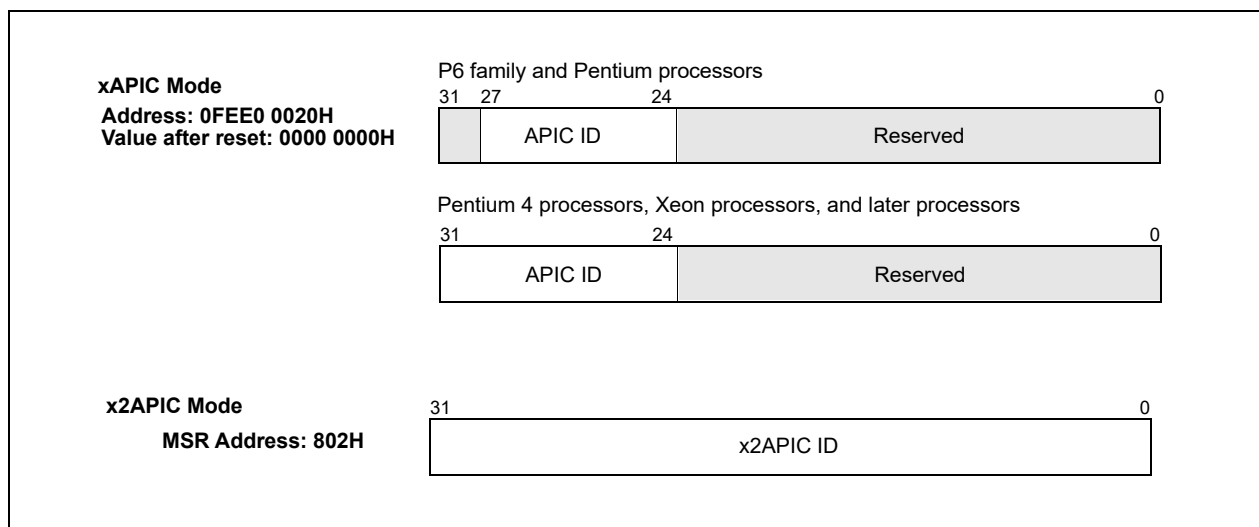 xAPIC Mode
Address: 0FEE0 0020H
Value after reset: 0000 0000H
P6 family and Pentium processors
31 27 24 0
APIC ID Reserved
Pentium 4 processors, Xeon processors, and later processors
31 24 0
APIC ID Reserved
x2APIC Mode
MSR Address: 802H
31 0
x2APIC ID